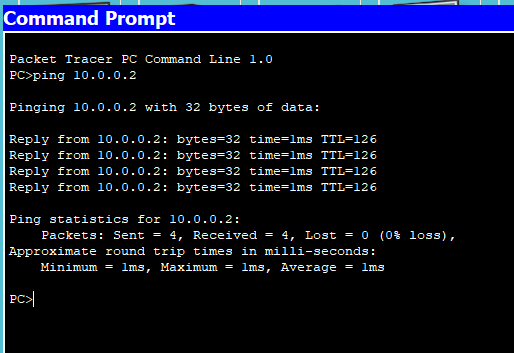 Command Prompt
Packet Tracer PC Command Line 1.0
PC>ping 10.0.0.2
Pinging 10.0.0.2 with 32 bytes of data:
Reply from 10.0.0.2: bytes=32 time=1ms TTL=126
Reply from 10.0.0.2: bytes=32 time=1ms TTL=126
Reply from 10.0.0.2: bytes=32 time=1ms TTL=126
Reply from 10.0.0.2: bytes=32 time=1ms TTL=126
Ping statistics for 10.0.0.2:
Packets: Sent = 4, Received = 4, Lost = 0 (0% loss),
Approximate round trip times in milli-seconds:
Minimum = 1ms, Maximum = 1ms, Average = 1ms
PC>